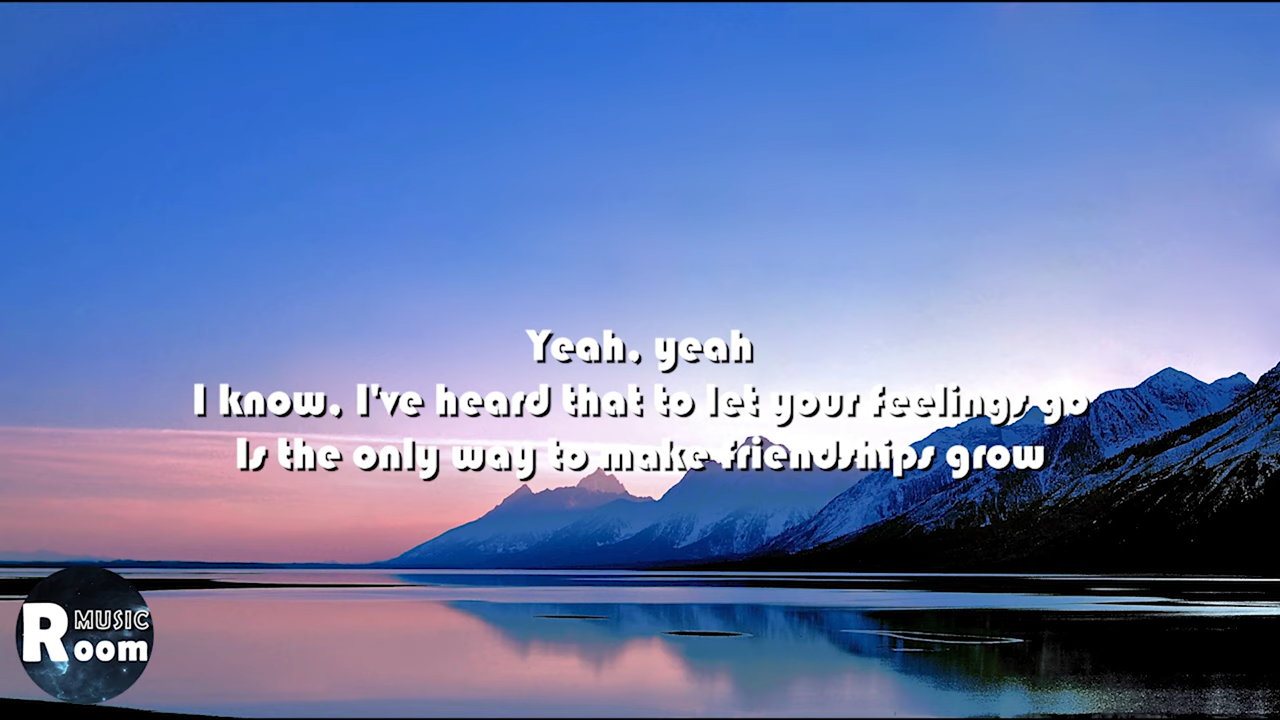 Yeah, yeah
I know, I've heard that to let your feelings go
Is the only way to make friendships grow
MUSIC
Room